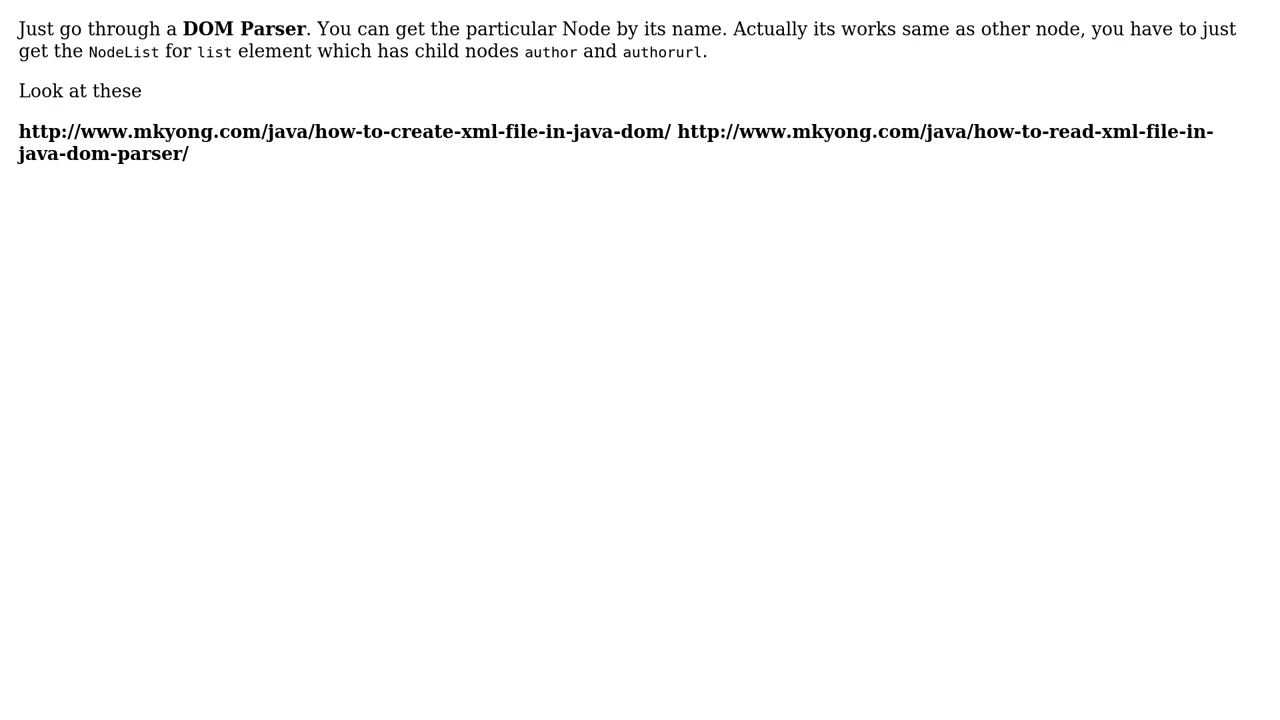 Just go through a DOM Parser. You can get the particular Node by its name. Actually its works same as other node, you have to just
get the NodeList for list element which has child nodes author and authorurl.
Look at these
http://www.mkyong.com/java/how-to-create-xml-file-in-java-dom/ http://www.mkyong.com/java/how-to-read-xml-file-in-
java-dom-parser/